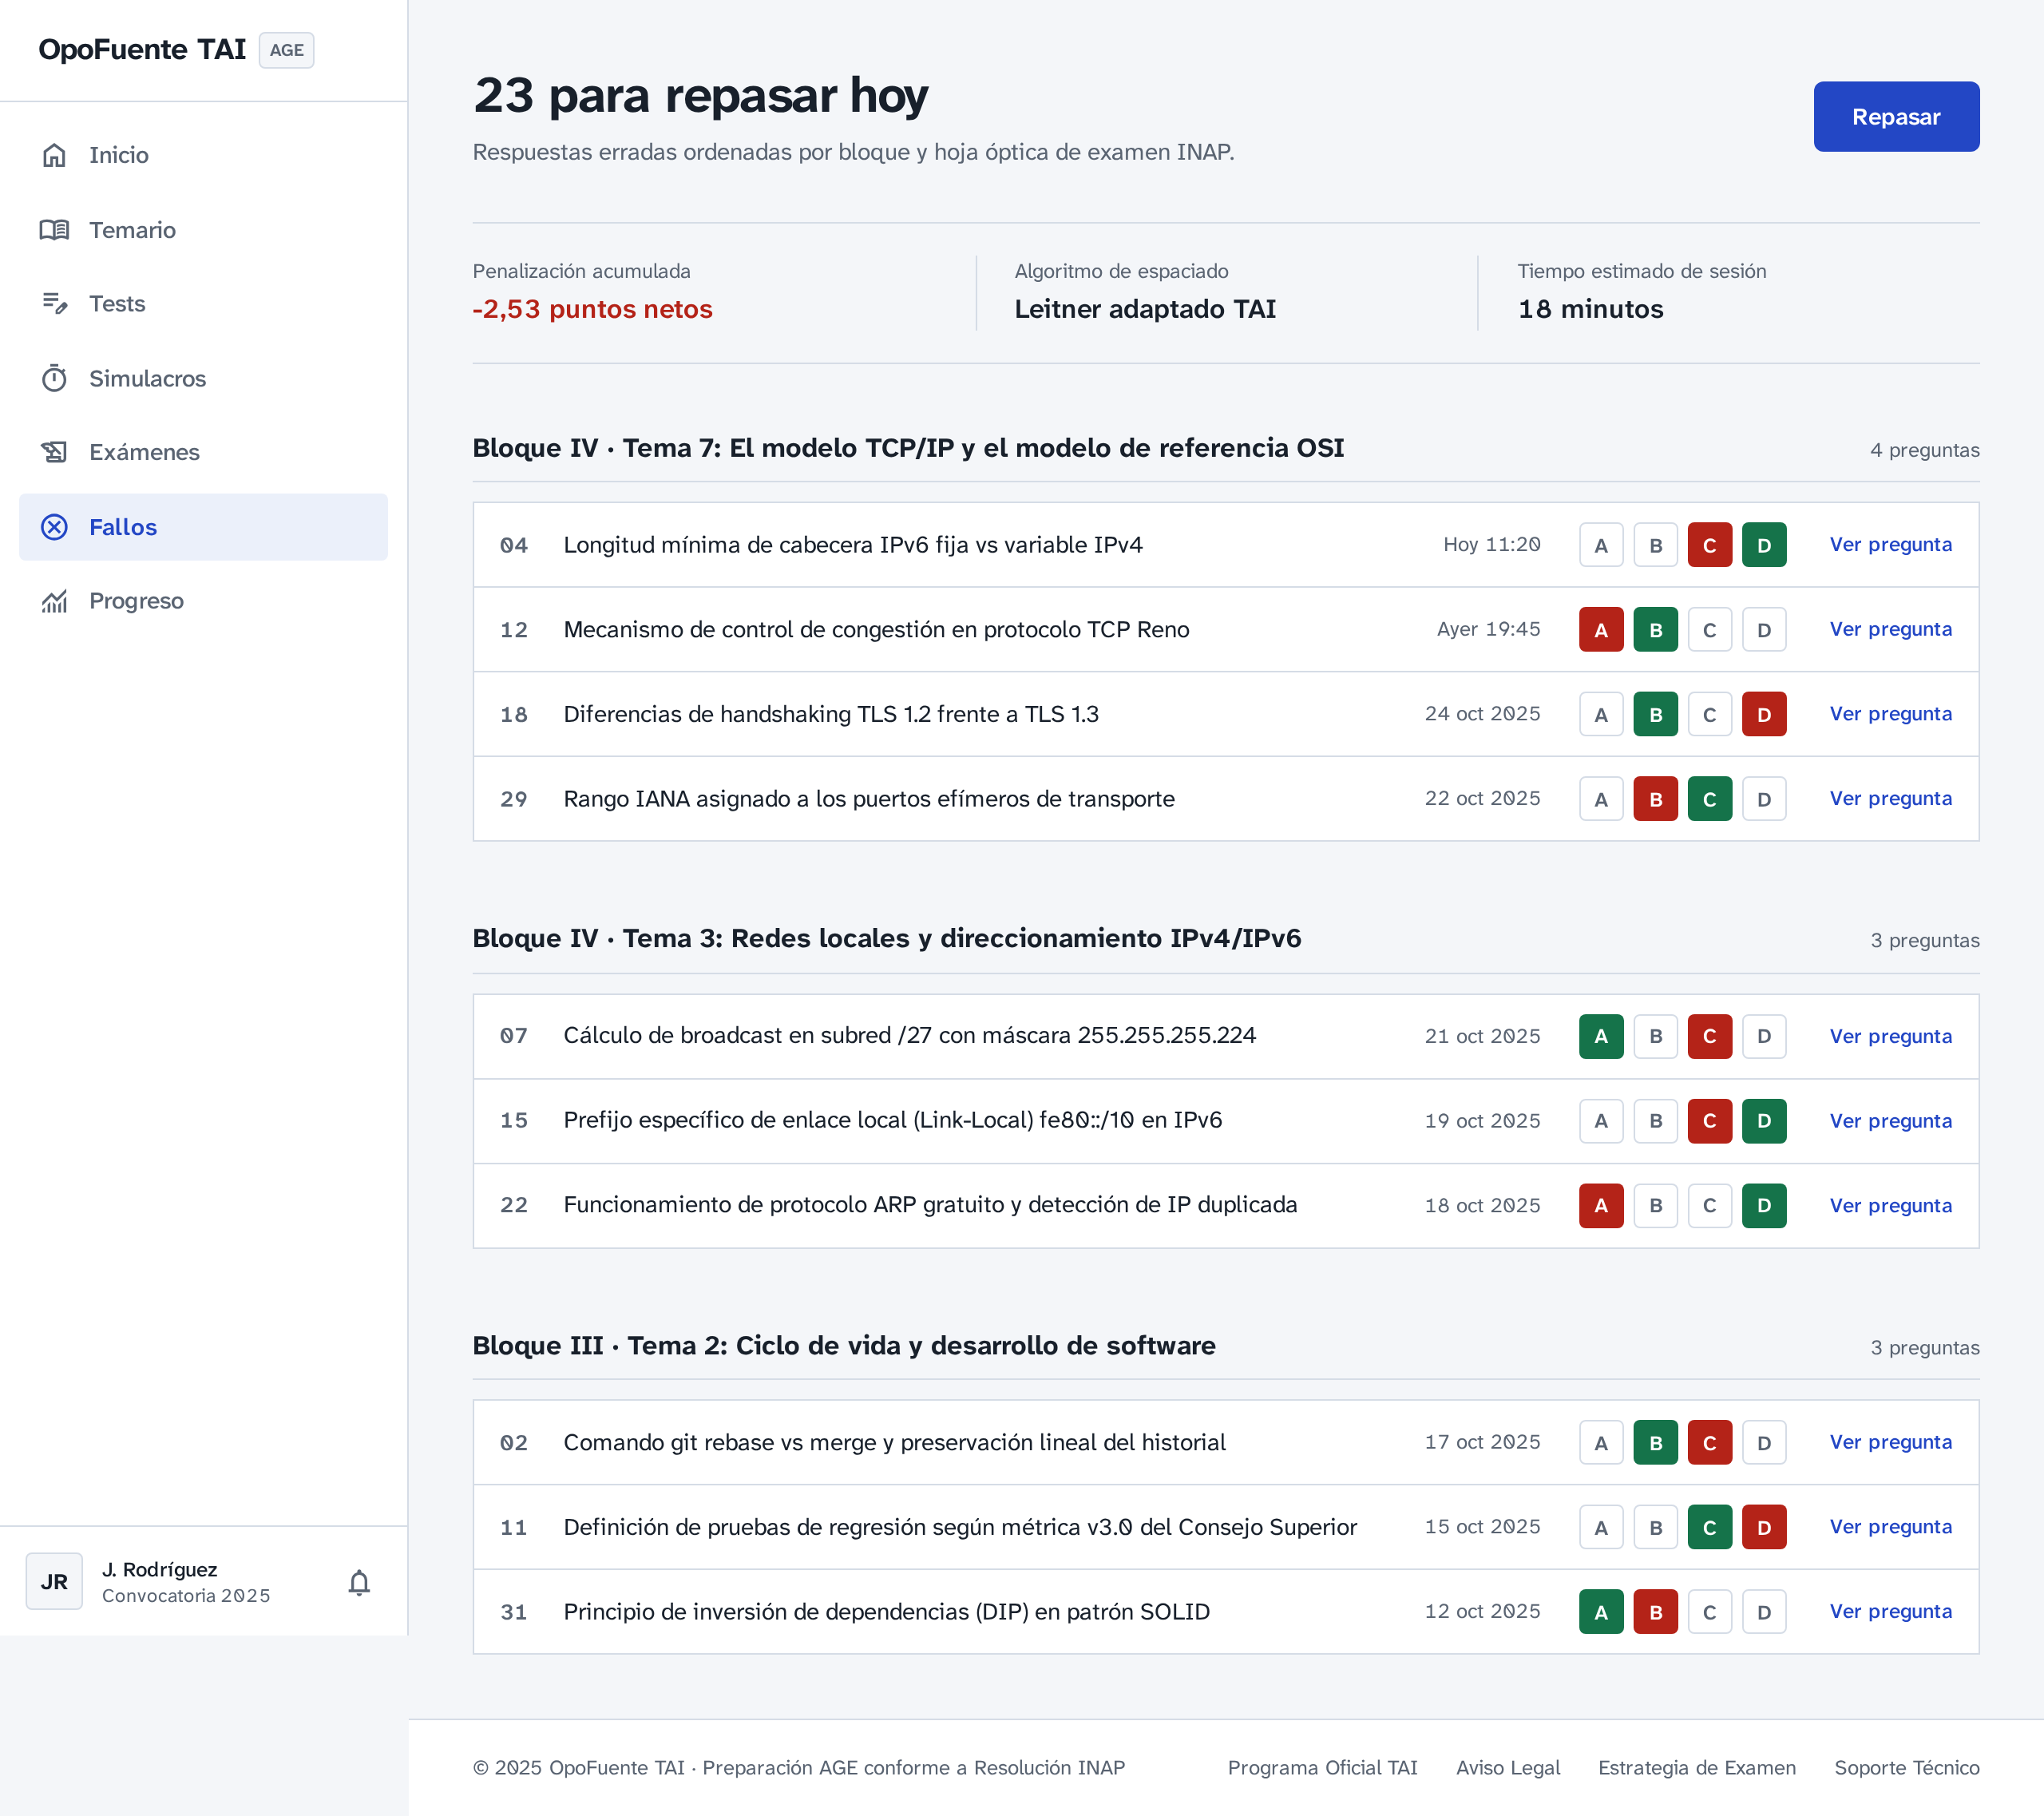 OpoFuente TAI AGE
Inicio
Temario
Tests
Simulacros
Exámenes
Fallos
Progreso
JR
J. Rodríguez
Convocatoria 2025
23 para repasar hoy
Respuestas erradas ordenadas por bloque y hoja óptica de examen INAP.
Repasar
Penalización acumulada
-2,53 puntos netos
Algoritmo de espaciado
Leitner adaptado TAI
Tiempo estimado de sesión
18 minutos
Bloque IV · Tema 7: El modelo TCP/IP y el modelo de referencia OSI 4 preguntas
04 Longitud mínima de cabecera IPv6 fija vs variable IPv4 Hoy 11:20 A B C D Ver pregunta
12 Mecanismo de control de congestión en protocolo TCP Reno Ayer 19:45 A B C D Ver pregunta
18 Diferencias de handshaking TLS 1.2 frente a TLS 1.3 24 oct 2025 A B C D Ver pregunta
29 Rango IANA asignado a los puertos efímeros de transporte 22 oct 2025 A B C D Ver pregunta
Bloque IV · Tema 3: Redes locales y direccionamiento IPv4/IPv6 3 preguntas
07 Cálculo de broadcast en subred /27 con máscara 255.255.255.224 21 oct 2025 A B C D Ver pregunta
15 Prefijo específico de enlace local (Link-Local) fe80::/10 en IPv6 19 oct 2025 A B C D Ver pregunta
22 Funcionamiento de protocolo ARP gratuito y detección de IP duplicada 18 oct 2025 A B C D Ver pregunta
Bloque III · Tema 2: Ciclo de vida y desarrollo de software 3 preguntas
02 Comando git rebase vs merge y preservación lineal del historial 17 oct 2025 A B C D Ver pregunta
11 Definición de pruebas de regresión según métrica v3.0 del Consejo Superior 15 oct 2025 A B C D Ver pregunta
31 Principio de inversión de dependencias (DIP) en patrón SOLID 12 oct 2025 A B C D Ver pregunta
© 2025 OpoFuente TAI · Preparación AGE conforme a Resolución INAP Programa Oficial TAI Aviso Legal Estrategia de Examen Soporte Técnico